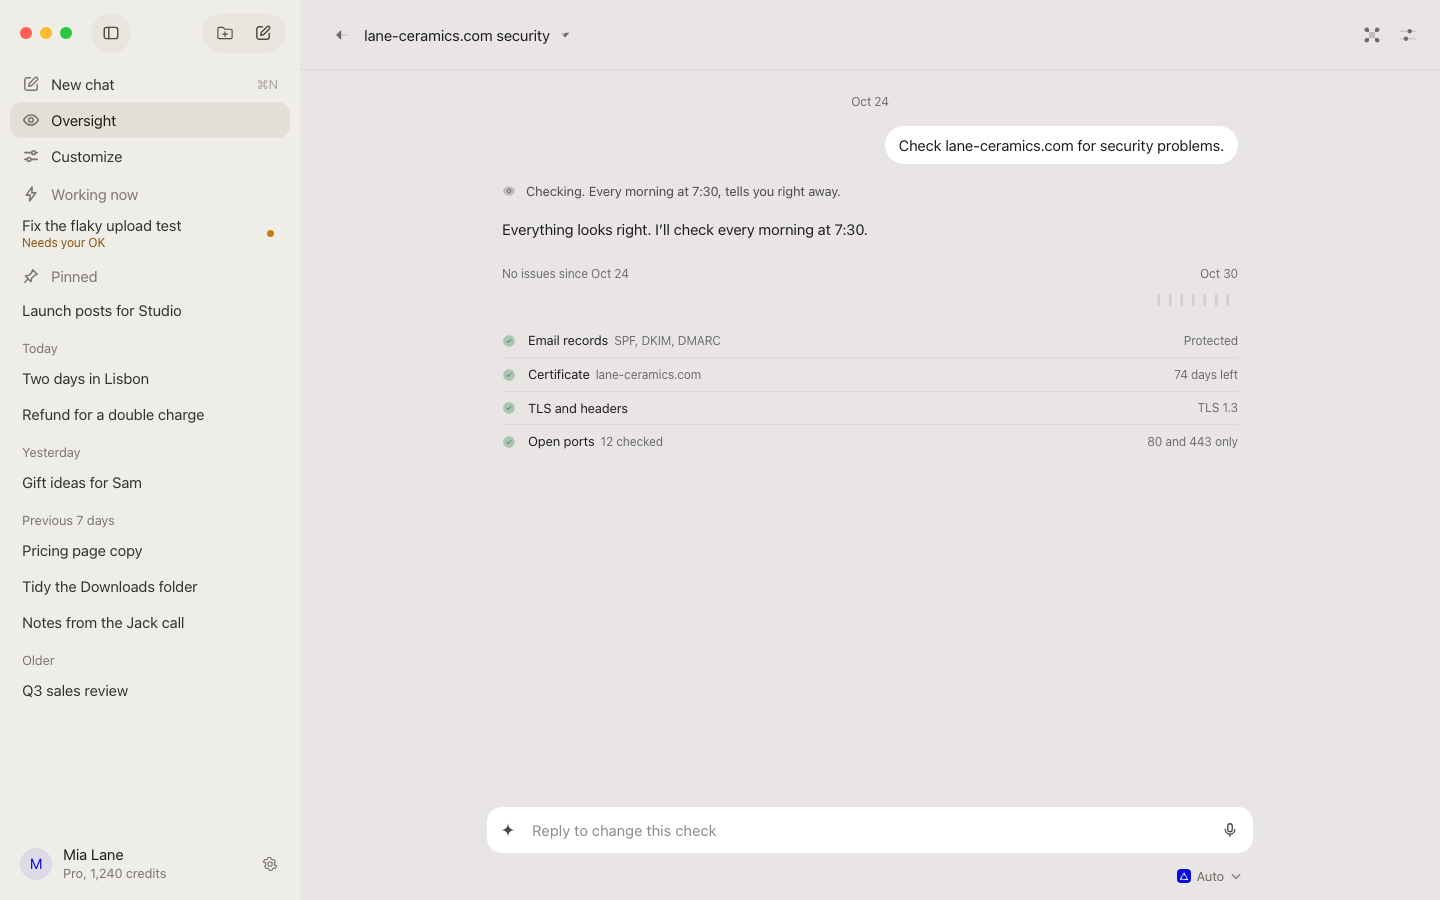 New chat ⌘N
Oversight
Customize
Working now
Fix the flaky upload test
Needs your OK
Pinned
Launch posts for Studio
Today
Two days in Lisbon
Refund for a double charge
Yesterday
Gift ideas for Sam
Previous 7 days
Pricing page copy
Tidy the Downloads folder
Notes from the Jack call
Older
Q3 sales review
M
Mia Lane
Pro, 1,240 credits
lane-ceramics.com security
Oct 24
Check lane-ceramics.com for security problems.
Checking. Every morning at 7:30, tells you right away.
Everything looks right. I’ll check every morning at 7:30.
No issues since Oct 24 Oct 30
Email records SPF, DKIM, DMARC Protected
Certificate lane-ceramics.com 74 days left
TLS and headers TLS 1.3
Open ports 12 checked 80 and 443 only
Reply to change this check
Auto